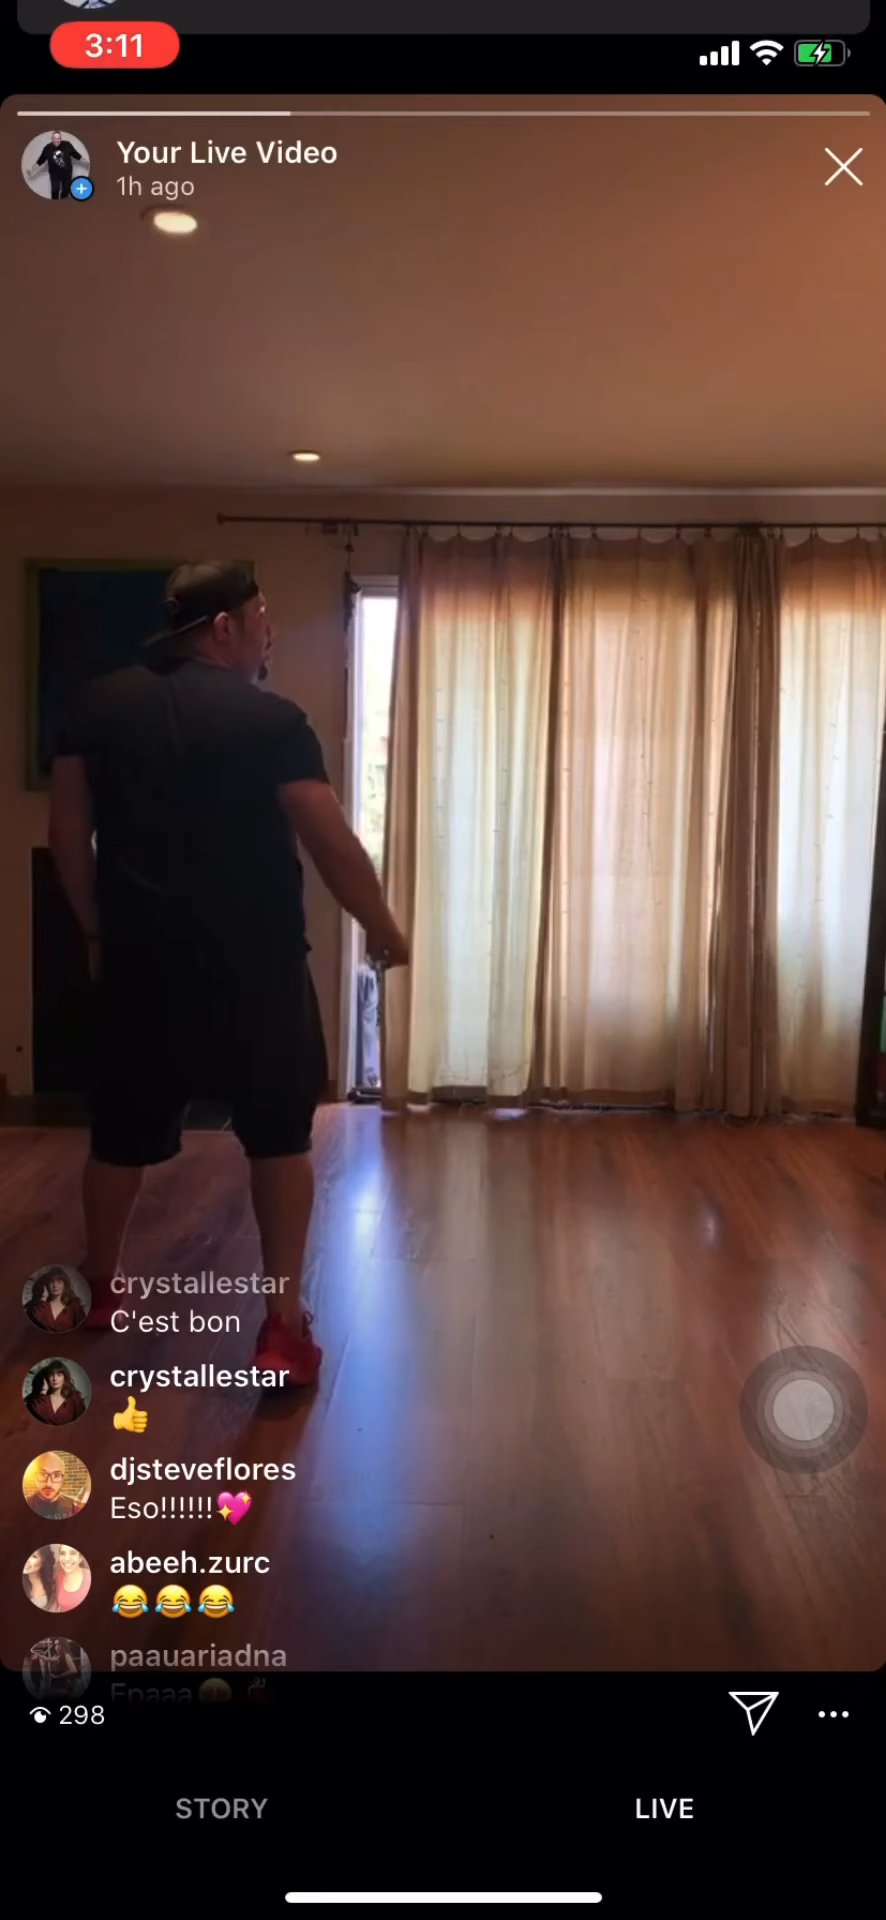 3:11
Your Live Video
1h ago
crystallestar
C'est bon
crystallestar
👍
djsteveflores
Eso!!!!!!💖
abeeh.zurc
😂😂😂
paauariadna
Epaaa
298
STORY
LIVE